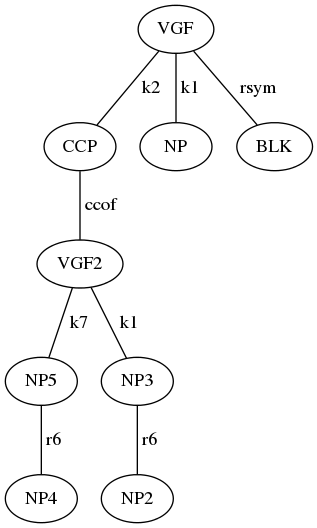 VGF
k2 k1 rsym
CCP NP BLK
ccof
VGF2
k7 k1
NP5 NP3
r6 r6
NP4 NP2